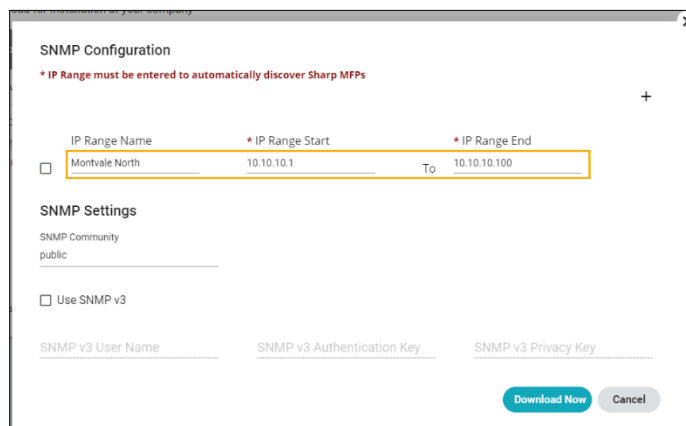 SNMP Configuration
* IP Range must be entered to automatically discover Sharp MFPs
+
IP Range Name * IP Range Start * IP Range End
Montvale North 10.10.10.1 To 10.10.10.100
SNMP Settings
SNMP Community
public
Use SNMP v3
SNMP v3 User Name SNMP v3 Authentication Key SNMP v3 Privacy Key
Download Now Cancel